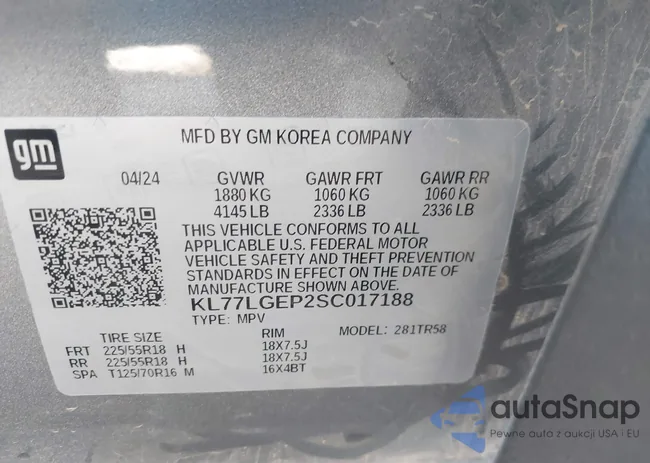 gm
MFD BY GM KOREA COMPANY
04/24 GVWR GAWR FRT GAWR RR
1880 KG 1060 KG 1060 KG
4145 LB 2336 LB 2336 LB
THIS VEHICLE CONFORMS TO ALL
APPLICABLE U.S. FEDERAL MOTOR
VEHICLE SAFETY AND THEFT PREVENTION
STANDARDS IN EFFECT ON THE DATE OF
MANUFACTURE SHOWN ABOVE.
KL77LGEP2SC017188
TYPE: MPV MODEL: 281TR58
TIRE SIZE RIM
FRT 225/55R18 H 18X7.5J
RR 225/55R18 H 18X7.5J
SPA T125/70R16 M 16X4BT
autaSnap
Pewne auta z aukcji USA i EU